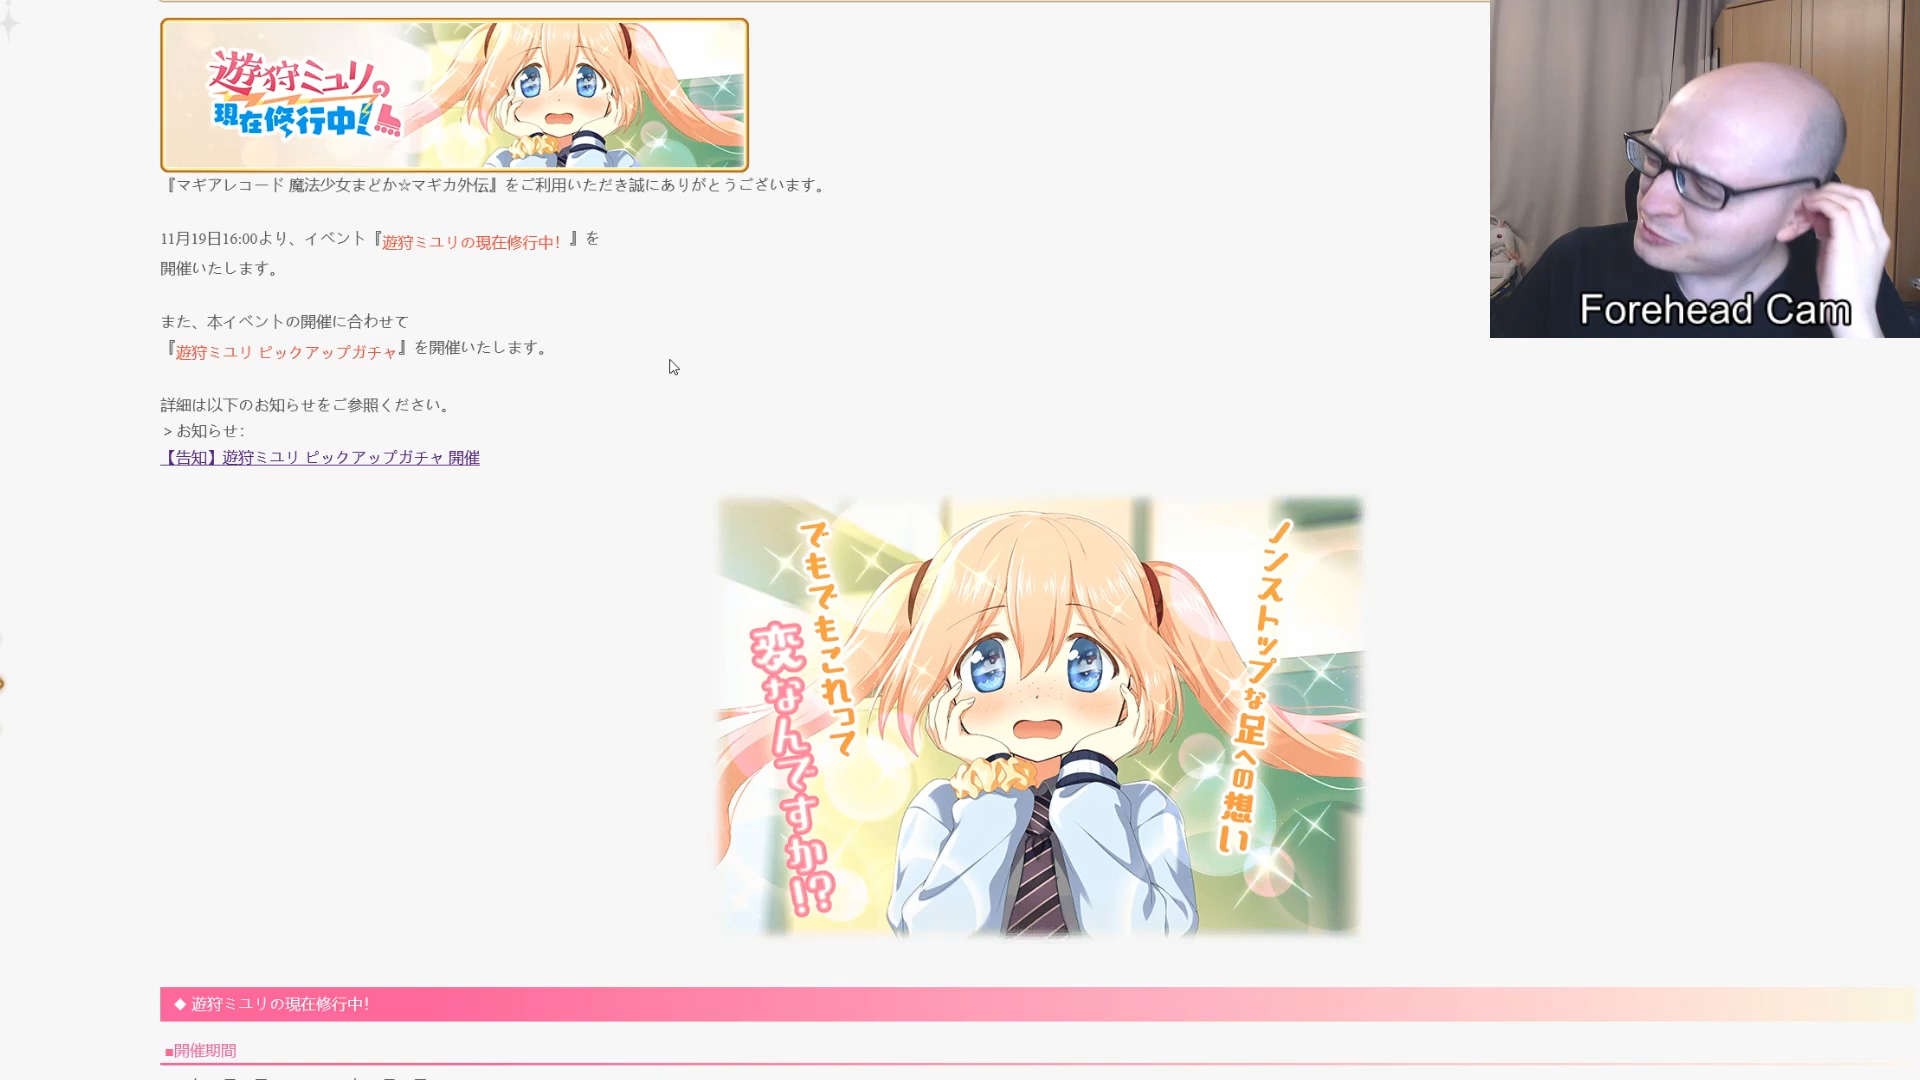 遊狩ミユリの
現在修行中!
『マギアレコード 魔法少女まどか☆マギカ外伝』をご利用いただき誠にありがとうございます。
11月19日16:00より、イベント『遊狩ミユリの現在修行中！』を
開催いたします。
また、本イベントの開催に合わせて
『遊狩ミユリ ピックアップガチャ』を開催いたします。
詳細は以下のお知らせをご参照ください。
＞お知らせ：
【告知】遊狩ミユリ ピックアップガチャ 開催
Forehead Cam
ノンストップな足への想い
でもでもこれって
変なんですか!?
◆ 遊狩ミユリの現在修行中！
■開催期間